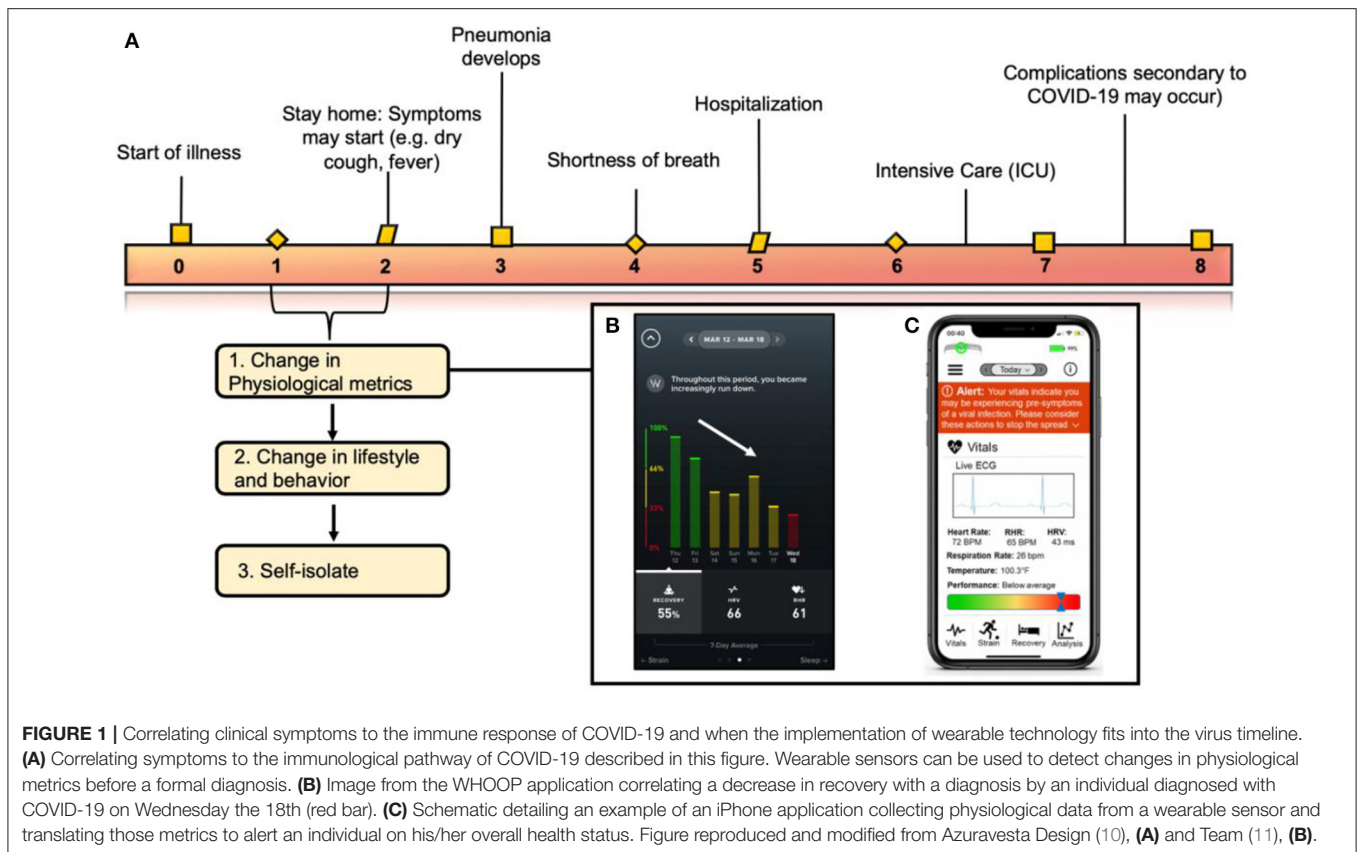 A
Start of illness
Stay home: Symptoms
may start (e.g. dry
cough, fever)
Pneumonia
develops
Shortness of breath
Hospitalization
Intensive Care (ICU)
Complications secondary to
COVID-19 may occur)
0 1 2 3 4 5 6 7 8
1. Change in
Physiological metrics
2. Change in lifestyle
and behavior
3. Self-isolate
B
MAR 12 - MAR 18
W
Throughout this period, you became
increasingly run down.
100%
66%
33%
0%
Thu Fri Sat Sun Mon Tue Wed
12 13 14 15 16 17 18
RECOVERY HRV RHR
55% 66 61
7-Day Average
Strain Sleep
C
00:40
99%
Today
Alert: Your vitals indicate you
may be experiencing pre-symptoms
of a viral infection. Please consider
these actions to stop the spread
Vitals
Live ECG
Heart Rate: RHR: HRV:
72 BPM 65 BPM 43 ms
Respiration Rate: 26 bpm
Temperature: 100.3°F
Performance: Below average
Vitals Strain Recovery Analysis
FIGURE 1 | Correlating clinical symptoms to the immune response of COVID-19 and when the implementation of wearable technology fits into the virus timeline.
(A) Correlating symptoms to the immunological pathway of COVID-19 described in this figure. Wearable sensors can be used to detect changes in physiological
metrics before a formal diagnosis. (B) Image from the WHOOP application correlating a decrease in recovery with a diagnosis by an individual diagnosed with
COVID-19 on Wednesday the 18th (red bar). (C) Schematic detailing an example of an iPhone application collecting physiological data from a wearable sensor and
translating those metrics to alert an individual on his/her overall health status. Figure reproduced and modified from Azuravesta Design (10), (A) and Team (11), (B).